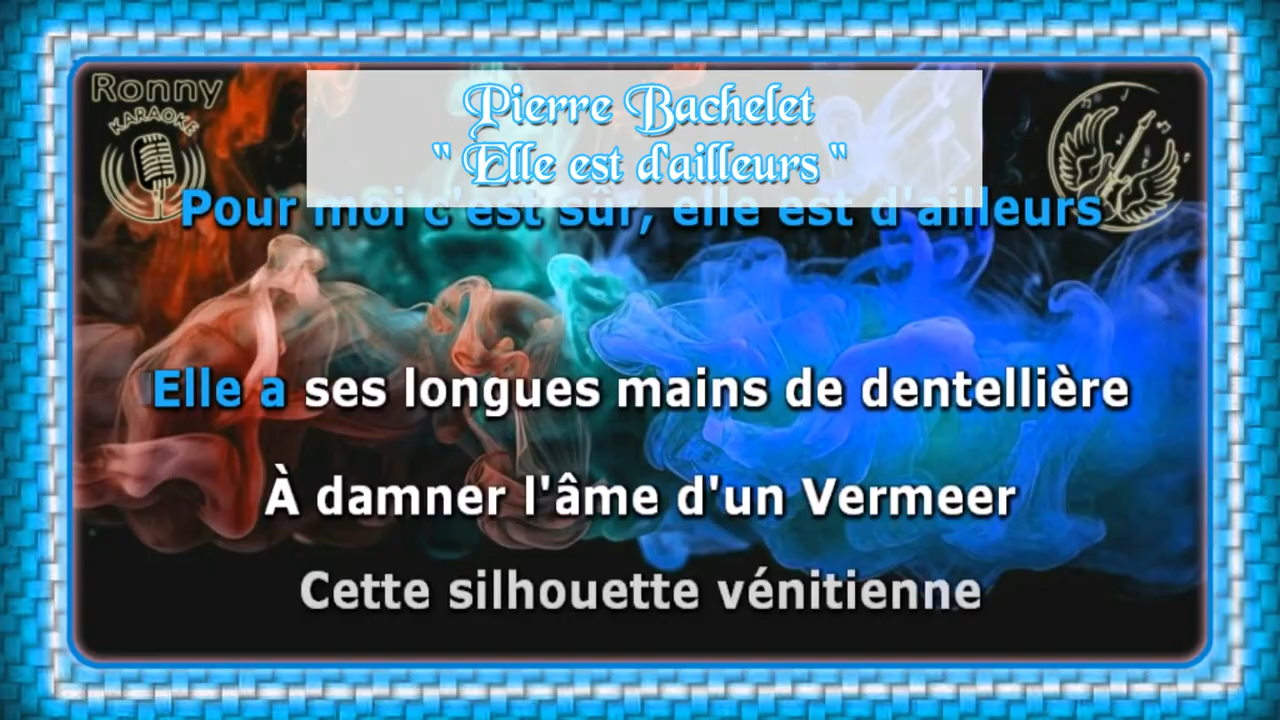 Ronny
KARAOKE
Pierre Bachelet
" Elle est d'ailleurs "
Pour moi c'est sûr, elle est d'ailleurs
Elle a ses longues mains de dentellière
À damner l'âme d'un Vermeer
Cette silhouette vénitienne